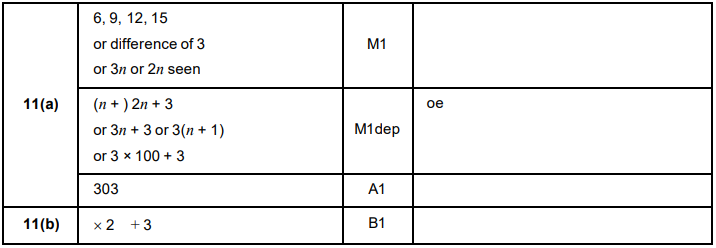 6, 9, 12, 15
or difference of 3
M1
or 3n or 2n seen
11(a)
(n + ) 2n + 3
oe
or 3n + 3 or 3(n + 1)
M1dep
or 3 × 100 + 3
303
A1
11(b)
× 2 + 3
B1